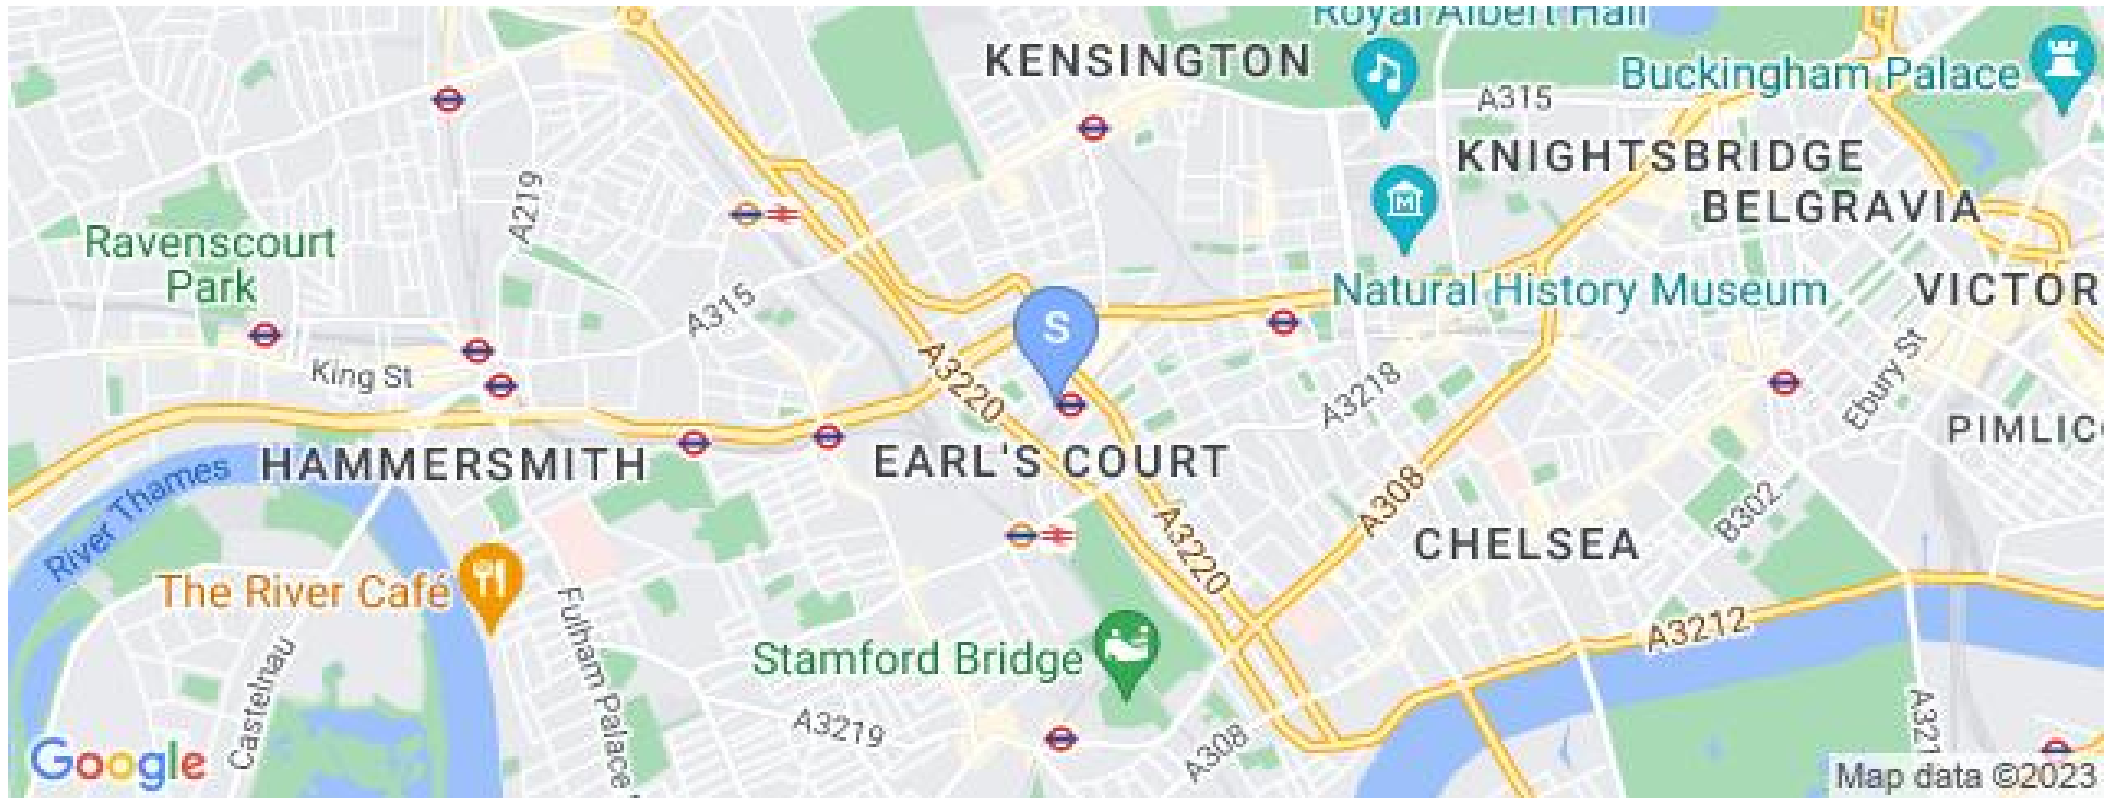 Royal Albert Hall
KENSINGTON
Buckingham Palace
A315
KNIGHTSBRIDGE
A219
BELGRAVIA
Ravenscourt
Park
A315
Natural History Museum
VICTOR
S
King St
A3220
A3218
Ebury St
PIMLIC
HAMMERSMITH
EARL'S COURT
River Thames
A308
B302
CHELSEA
A3220
The River Café
Fulham Palace
A3212
Stamford Bridge
Castelnau
A3219
A308
A321
Google
Map data ©2023